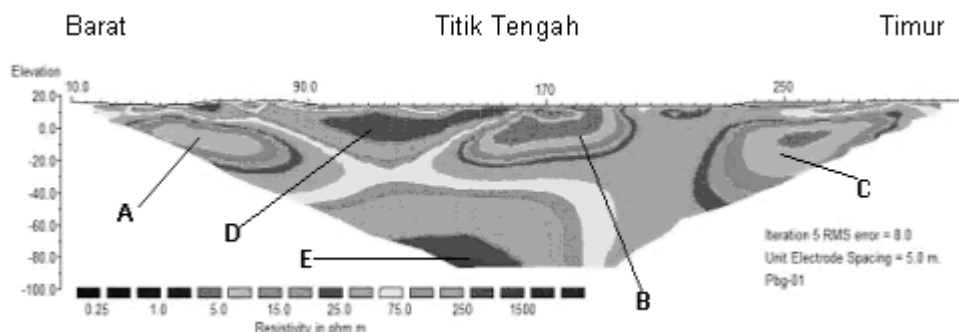 Barat Titik Tengah Timur
Elevation
10.0 90.0 170 250
20.0
0.0
-20.0
A
C
-40.0
D
-60.0
Iteration 5 RMS error = 8.0
E
Unit Electrode Spacing = 5.0 m.
-80.0
Pbg-01
-100.0
B
0.25 1.0 5.0 15.0 25.0 75.0 250 1500
Resistivity in ohm.m